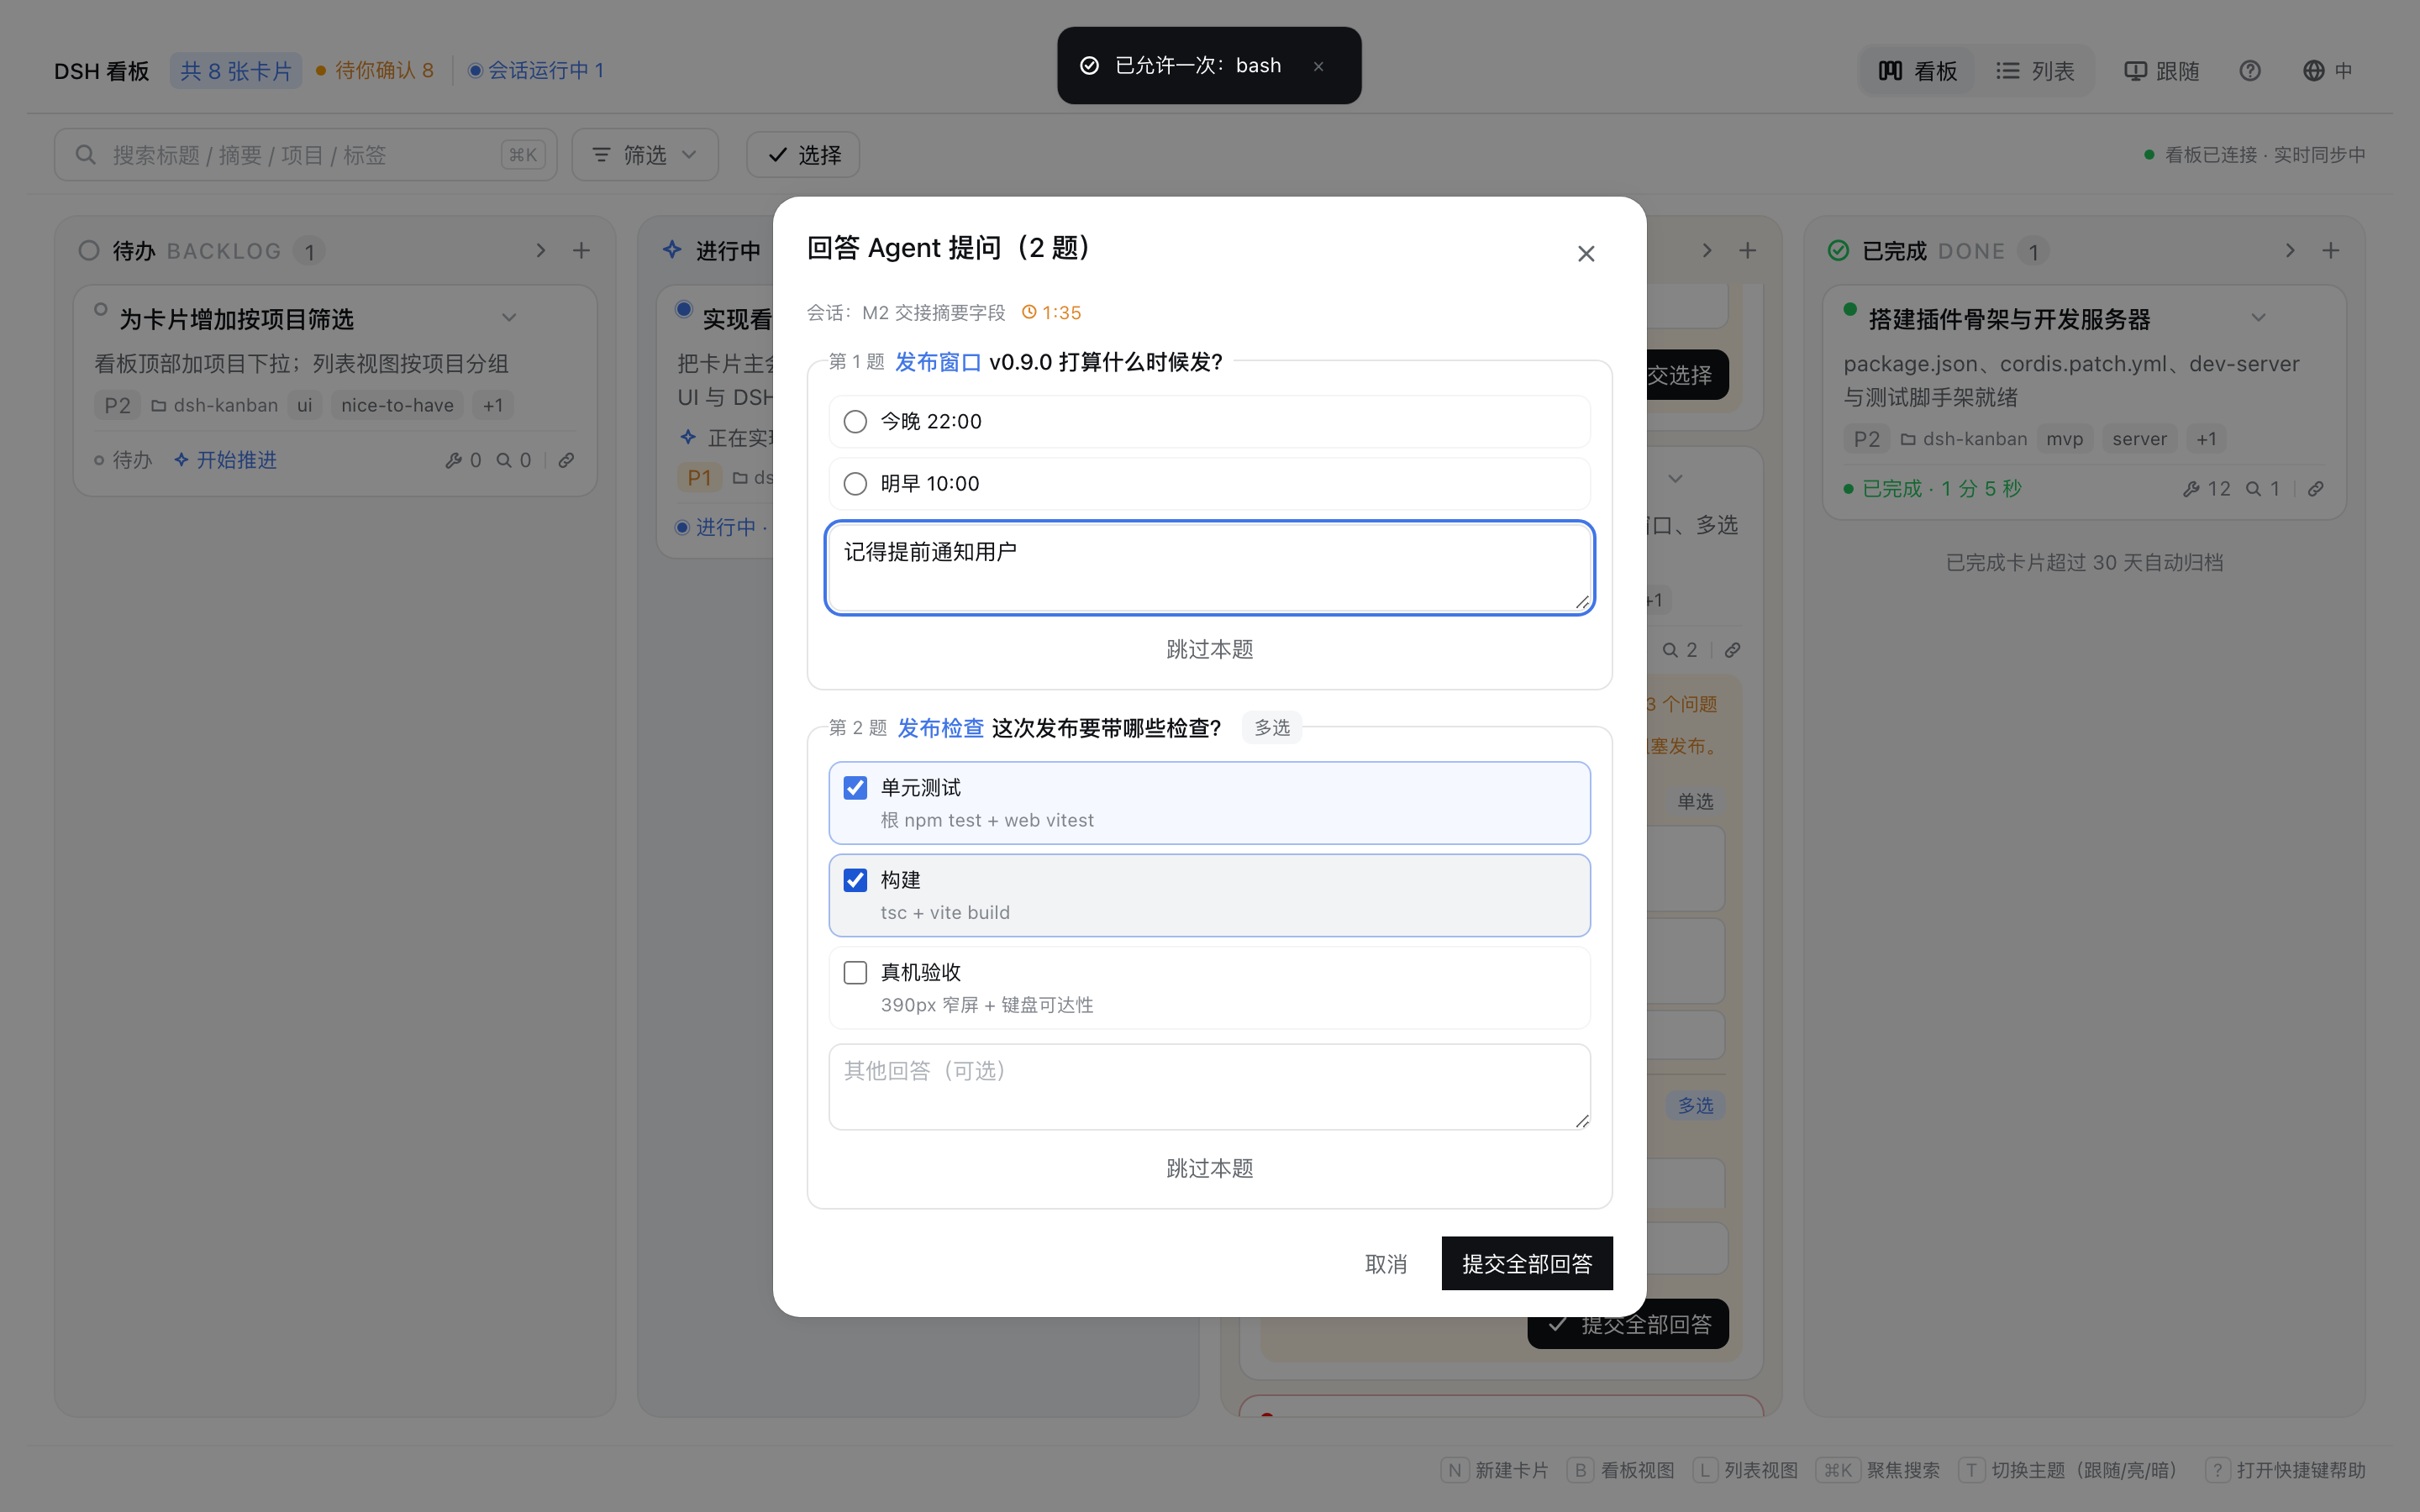 DSH 看板 共 8 张卡片 待你确认 8 会话运行中 1
已允许一次：bash ×
看板 列表 跟随 中
搜索标题 / 摘要 / 项目 / 标签 ⌘K 筛选 选择
看板已连接 · 实时同步中
待办 BACKLOG 1
为卡片增加按项目筛选
看板顶部加项目下拉；列表视图按项目分组
P2 dsh-kanban ui nice-to-have +1
待办 开始推进 0 0
进行中
实现看
把卡片主会
UI 与 DSH
正在实现
P1 ds
进行中 ·
回答 Agent 提问（2 题）
会话：M2 交接摘要字段 1:35
第 1 题 发布窗口 v0.9.0 打算什么时候发？
今晚 22:00
明早 10:00
记得提前通知用户
跳过本题
第 2 题 发布检查 这次发布要带哪些检查？ 多选
单元测试
根 npm test + web vitest
构建
tsc + vite build
真机验收
390px 窄屏 + 键盘可达性
其他回答（可选）
跳过本题
取消 提交全部回答
交选择
口、多选
+1
2
3 个问题
塞发布。
单选
多选
提交全部回答
已完成 DONE 1
搭建插件骨架与开发服务器
package.json、cordis.patch.yml、dev-server
与测试脚手架就绪
P2 dsh-kanban mvp server +1
已完成 · 1 分 5 秒 12 1
已完成卡片超过 30 天自动归档
N 新建卡片 B 看板视图 L 列表视图 ⌘K 聚焦搜索 T 切换主题（跟随/亮/暗） ? 打开快捷键帮助